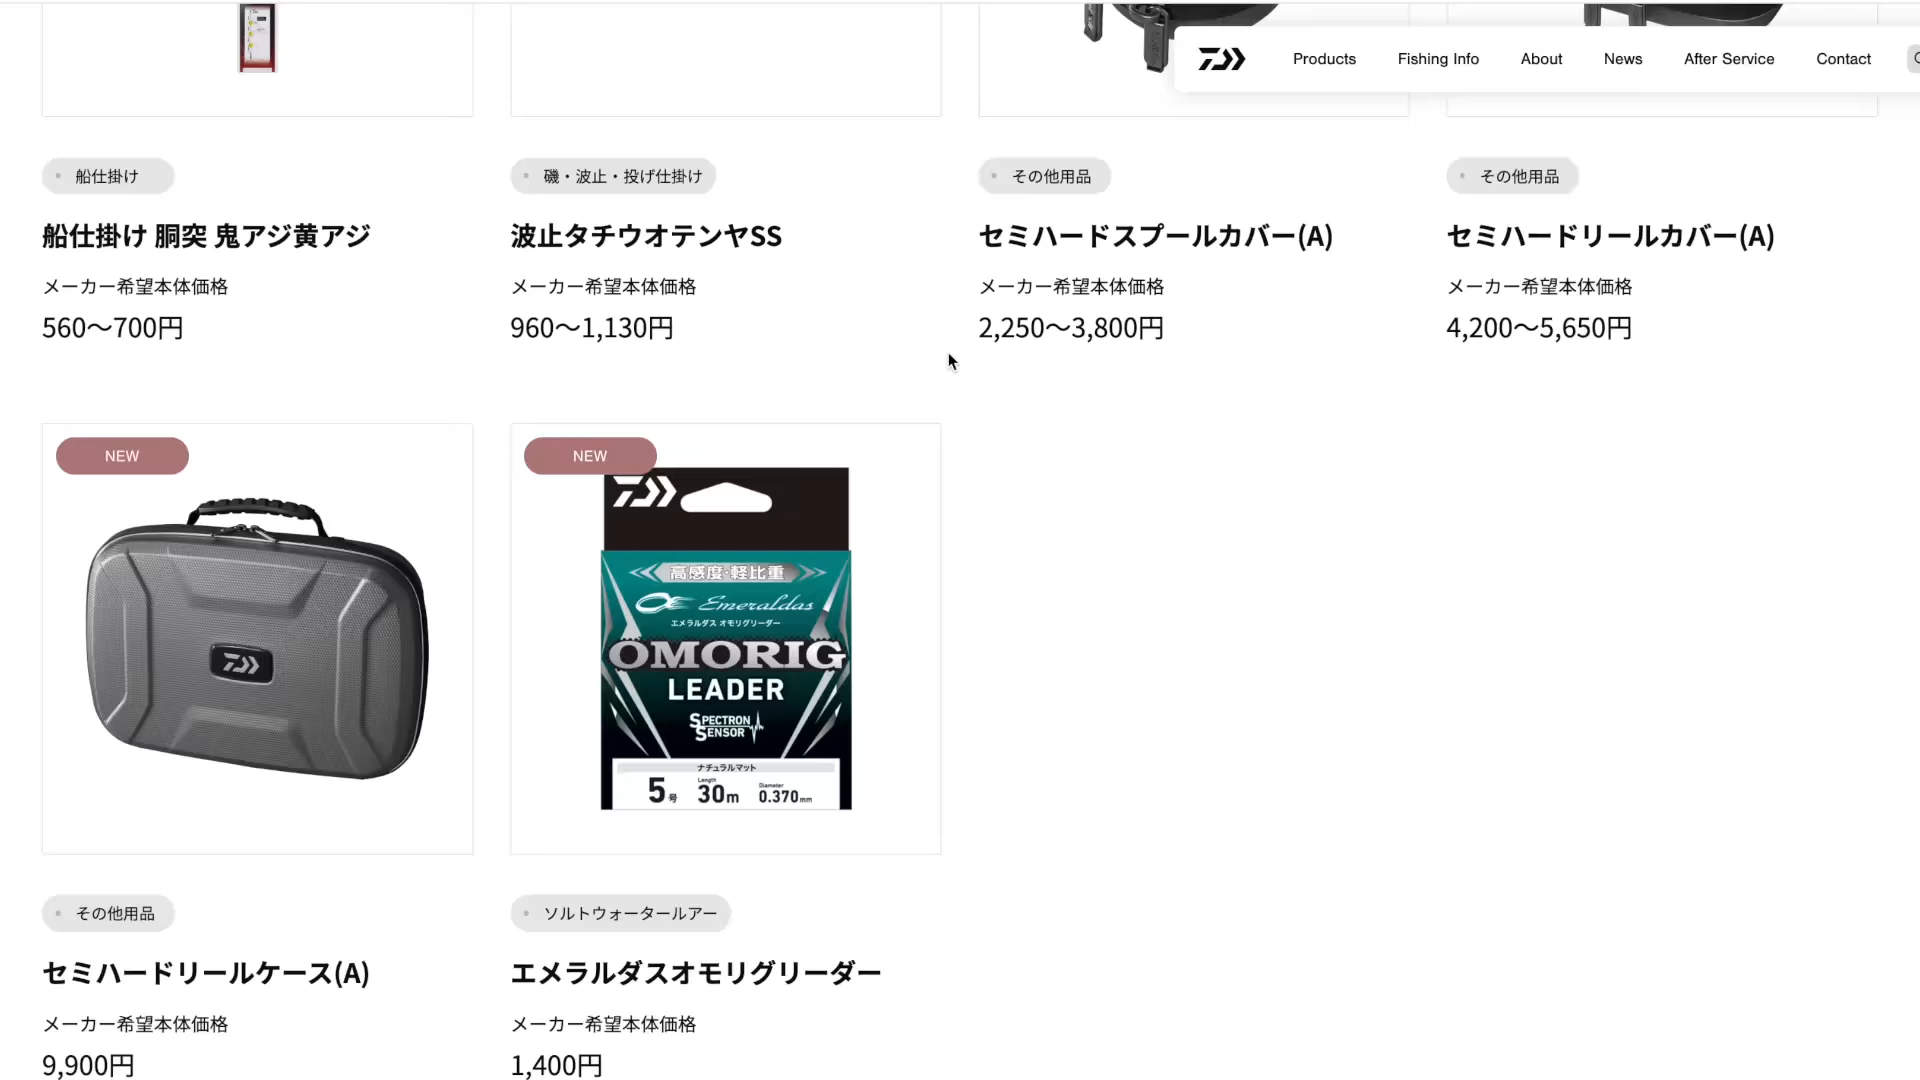 Products Fishing Info About News After Service Contact
船仕掛け
船仕掛け 胴突 鬼アジ黄アジ
メーカー希望本体価格
560〜700円
磯・波止・投げ仕掛け
波止タチウオテンヤSS
メーカー希望本体価格
960〜1,130円
その他用品
セミハードスプールカバー(A)
メーカー希望本体価格
2,250〜3,800円
その他用品
セミハードリールカバー(A)
メーカー希望本体価格
4,200〜5,650円
NEW
その他用品
セミハードリールケース(A)
メーカー希望本体価格
9,900円
NEW
高感度・軽比重
Emeraldas
エメラルダス オモリグリーダー
OMORIG
LEADER
SPECTRON
SENSOR
ナチュラルマット
5号 Length 30m Diameter 0.370mm
ソルトウォータールアー
エメラルダスオモリグリーダー
メーカー希望本体価格
1,400円